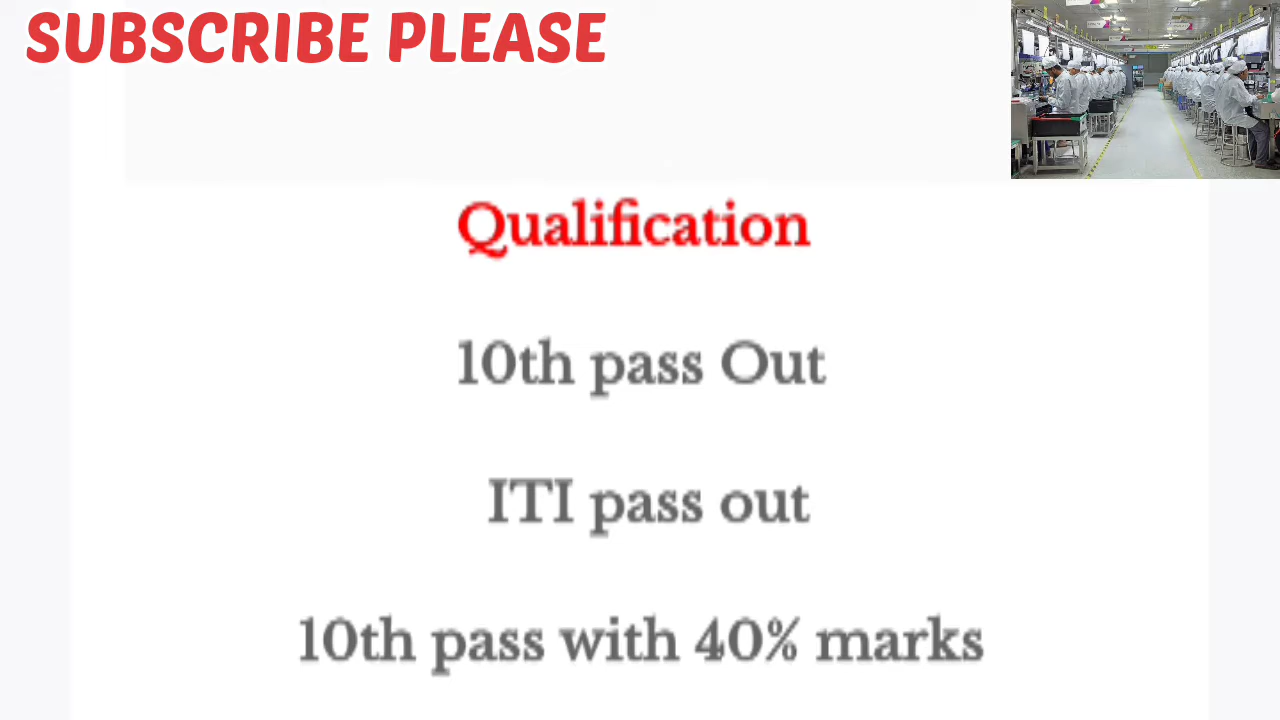 SUBSCRIBE PLEASE
Qualification
10th pass Out
ITI pass out
10th pass with 40% marks